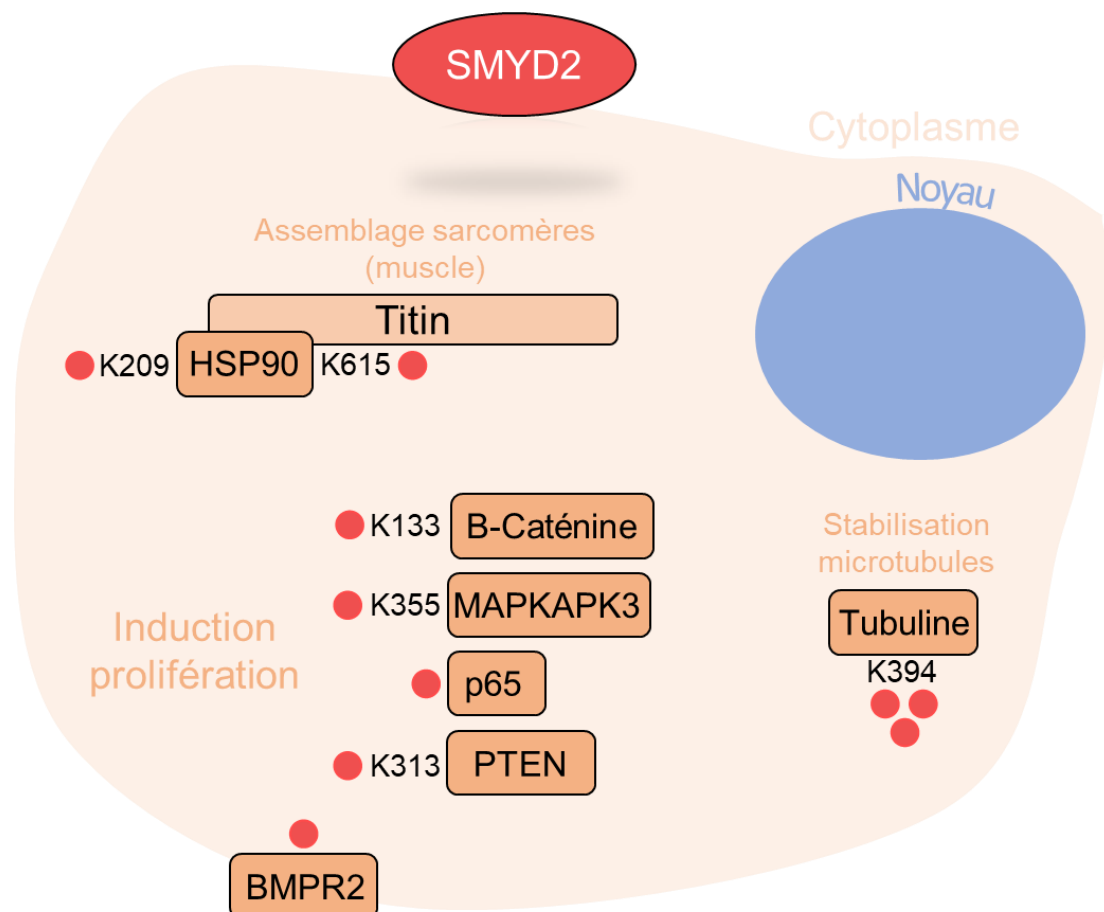 SMYD2
Cytoplasme
Noyau
Assemblage sarcomères
(muscle)
Titin
K209 HSP90 K615
K133 B-Caténine
K355 MAPKAPK3
p65
K313 PTEN
Induction
prolifération
BMPR2
Stabilisation
microtubules
Tubuline
K394